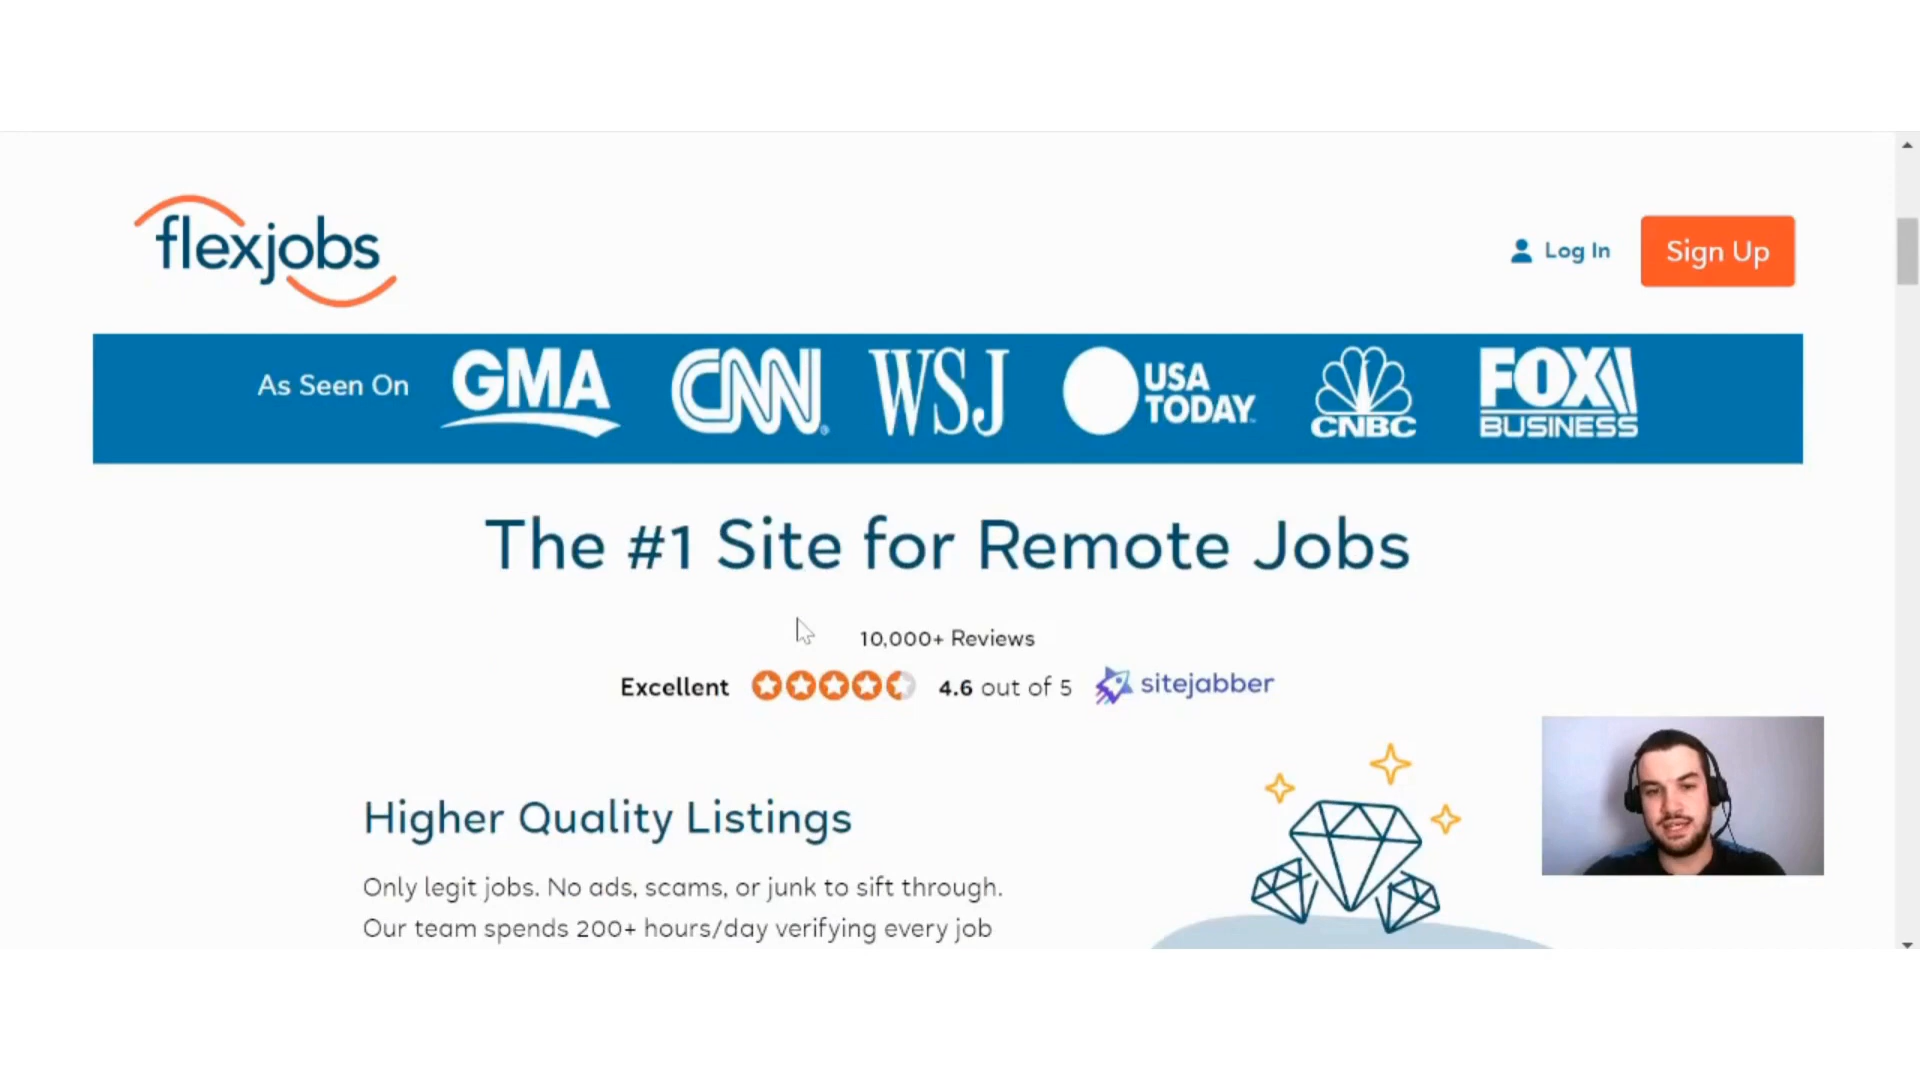 flexjobs
Log In
Sign Up
As Seen On
GMA
CNN
WSJ
USA TODAY
CNBC
FOX BUSINESS
The #1 Site for Remote Jobs
10,000+ Reviews
Excellent 4.6 out of 5 sitejabber
Higher Quality Listings
Only legit jobs. No ads, scams, or junk to sift through.
Our team spends 200+ hours/day verifying every job